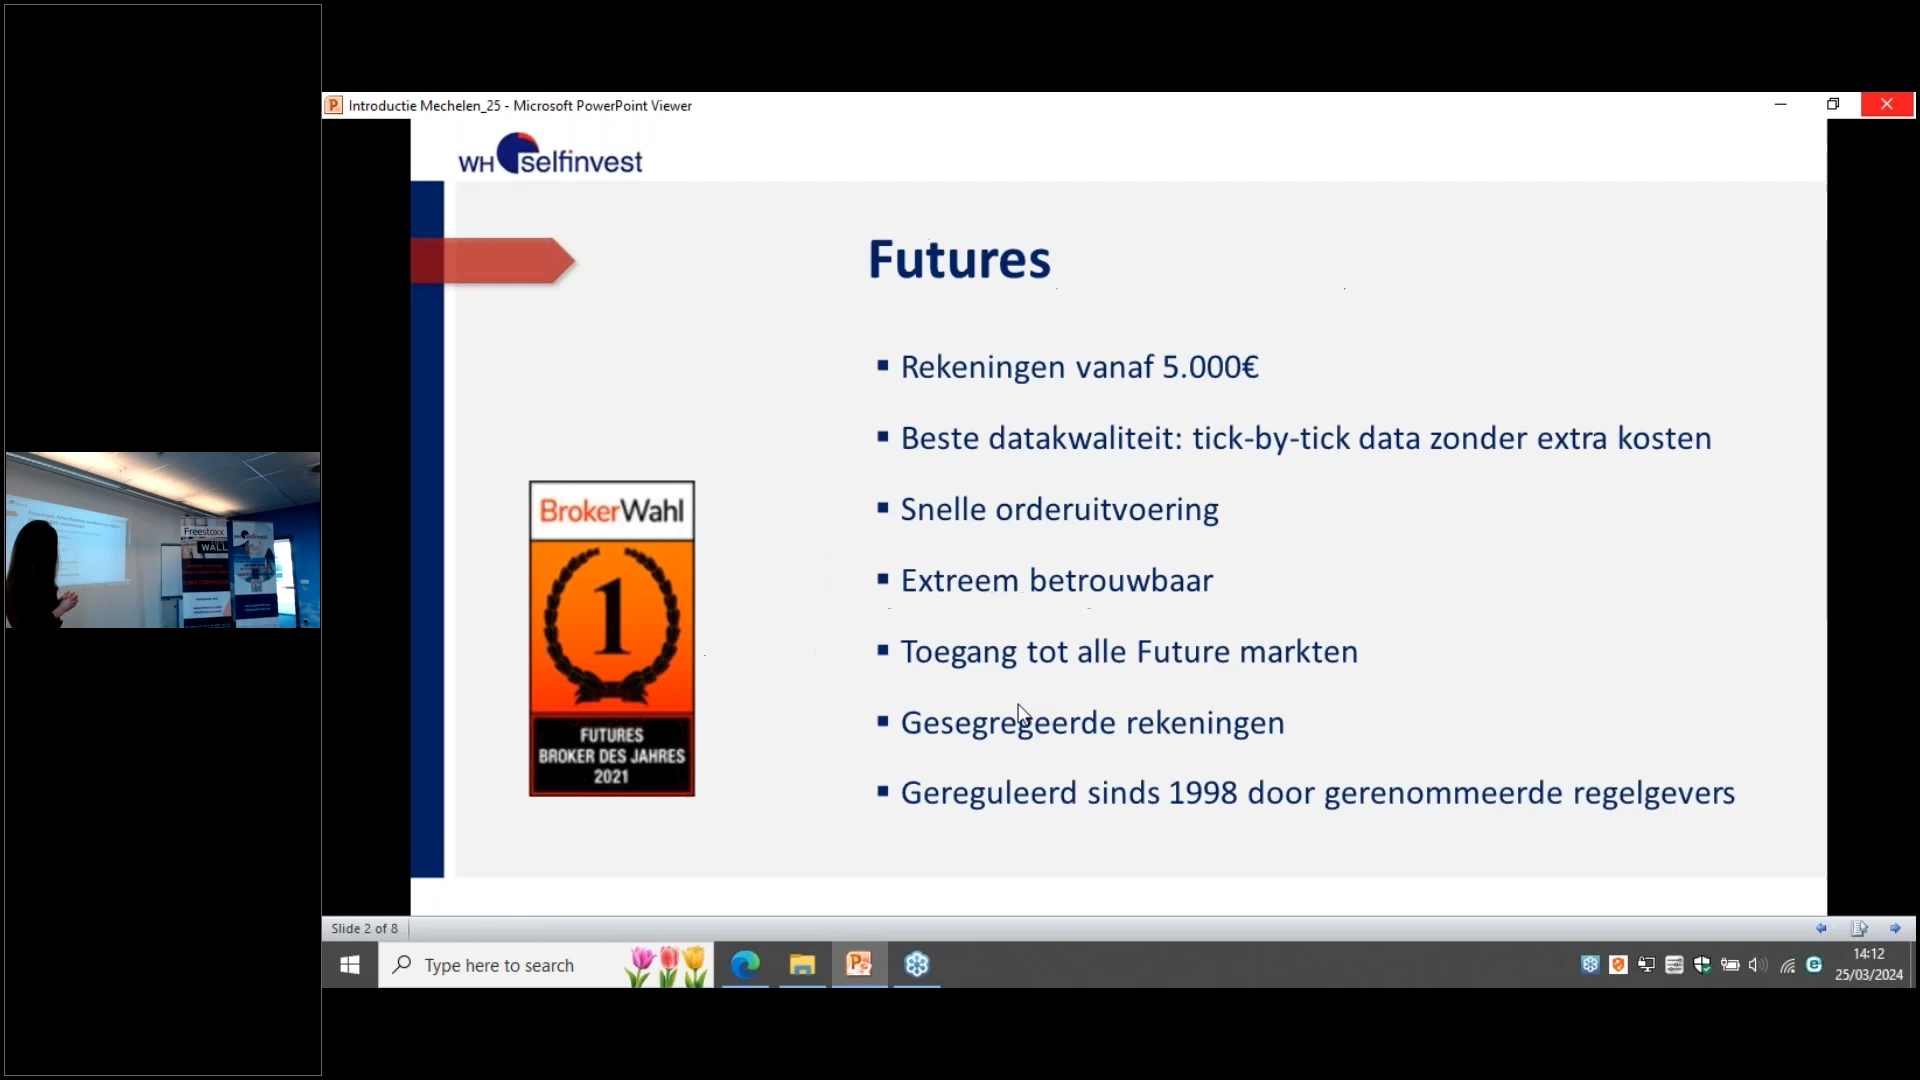 Introductie Mechelen_25 - Microsoft PowerPoint Viewer
WH selfinvest
Futures
Rekeningen vanaf 5.000€
Beste datakwaliteit: tick-by-tick data zonder extra kosten
Snelle orderuitvoering
Extreem betrouwbaar
Toegang tot alle Future markten
Gesegregeerde rekeningen
Gereguleerd sinds 1998 door gerenommeerde regelgevers
BrokerWahl
1
FUTURES
BROKER DES JAHRES
2021
Freestoxx
WALL
selfinvest
Slide 2 of 8
Type here to search
14:12
25/03/2024